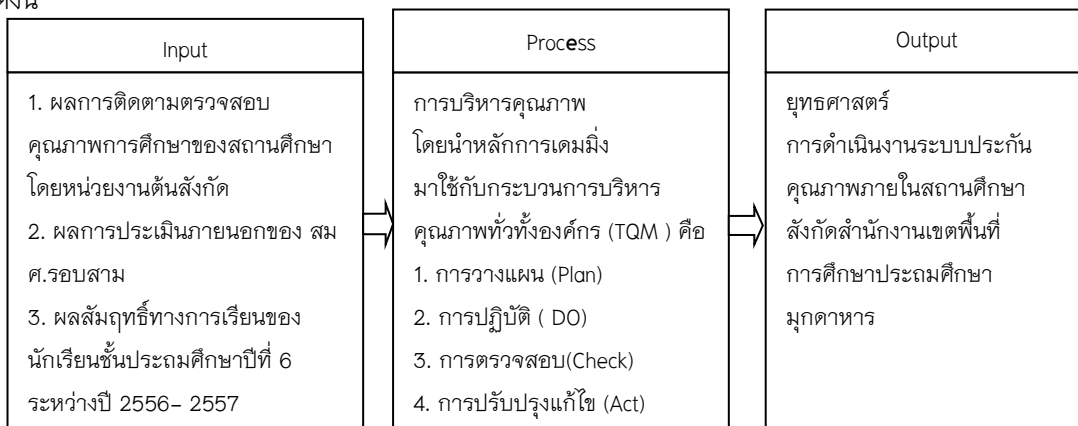 Input
1. ผลการติดตามตรวจสอบ
คุณภาพการศึกษาของสถานศึกษา
โดยหน่วยงานต้นสังกัด
2. ผลการประเมินภายนอกของ สม
ศ.รอบสาม
3. ผลสัมฤทธิ์ทางการเรียนของ
นักเรียนชั้นประถมศึกษาปีที่ 6
ระหว่างปี 2556– 2557
Process
การบริหารคุณภาพ
โดยนำหลักการเดมมิ่ง
มาใช้กับกระบวนการบริหาร
คุณภาพทั่วทั้งองค์กร (TQM ) คือ
1. การวางแผน (Plan)
2. การปฏิบัติ ( DO)
3. การตรวจสอบ(Check)
4. การปรับปรุงแก้ไข (Act)
Output
ยุทธศาสตร์
การดำเนินงานระบบประกัน
คุณภาพภายในสถานศึกษา
สังกัดสำนักงานเขตพื้นที่
การศึกษาประถมศึกษา
มุกดาหาร